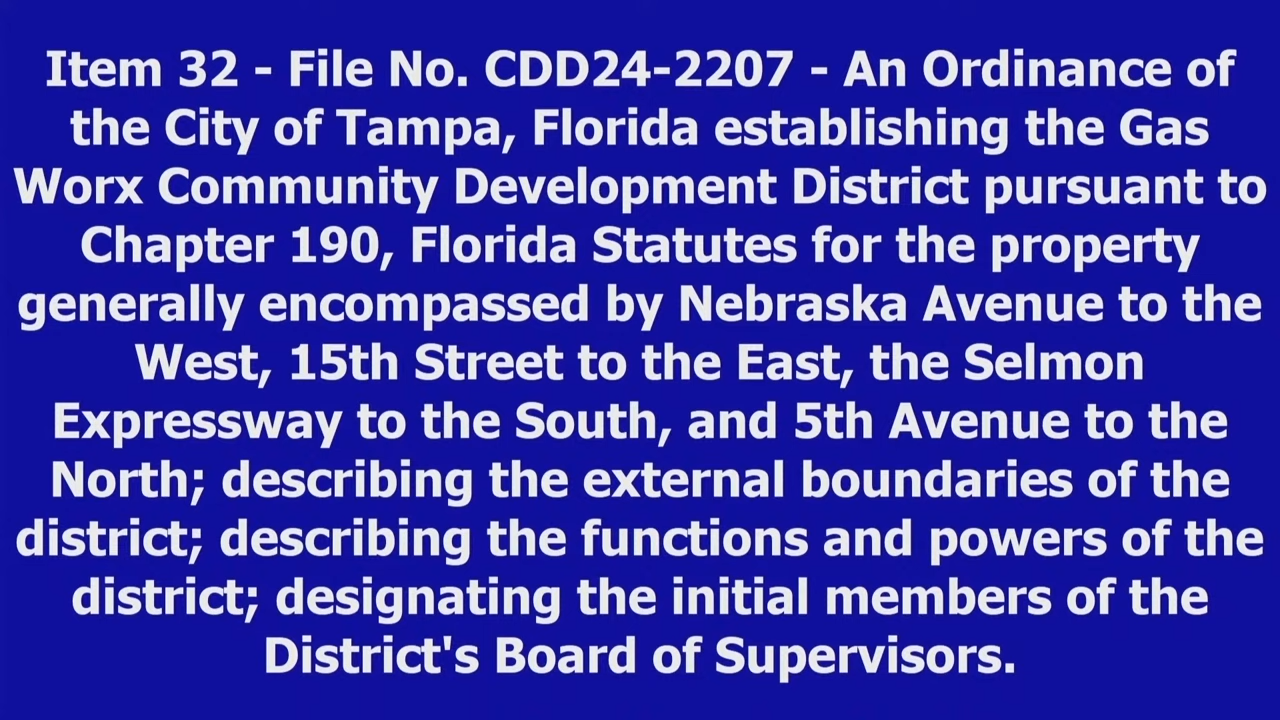 Item 32 - File No. CDD24-2207 - An Ordinance of
the City of Tampa, Florida establishing the Gas
Worx Community Development District pursuant to
Chapter 190, Florida Statutes for the property
generally encompassed by Nebraska Avenue to the
West, 15th Street to the East, the Selmon
Expressway to the South, and 5th Avenue to the
North; describing the external boundaries of the
district; describing the functions and powers of the
district; designating the initial members of the
District's Board of Supervisors.